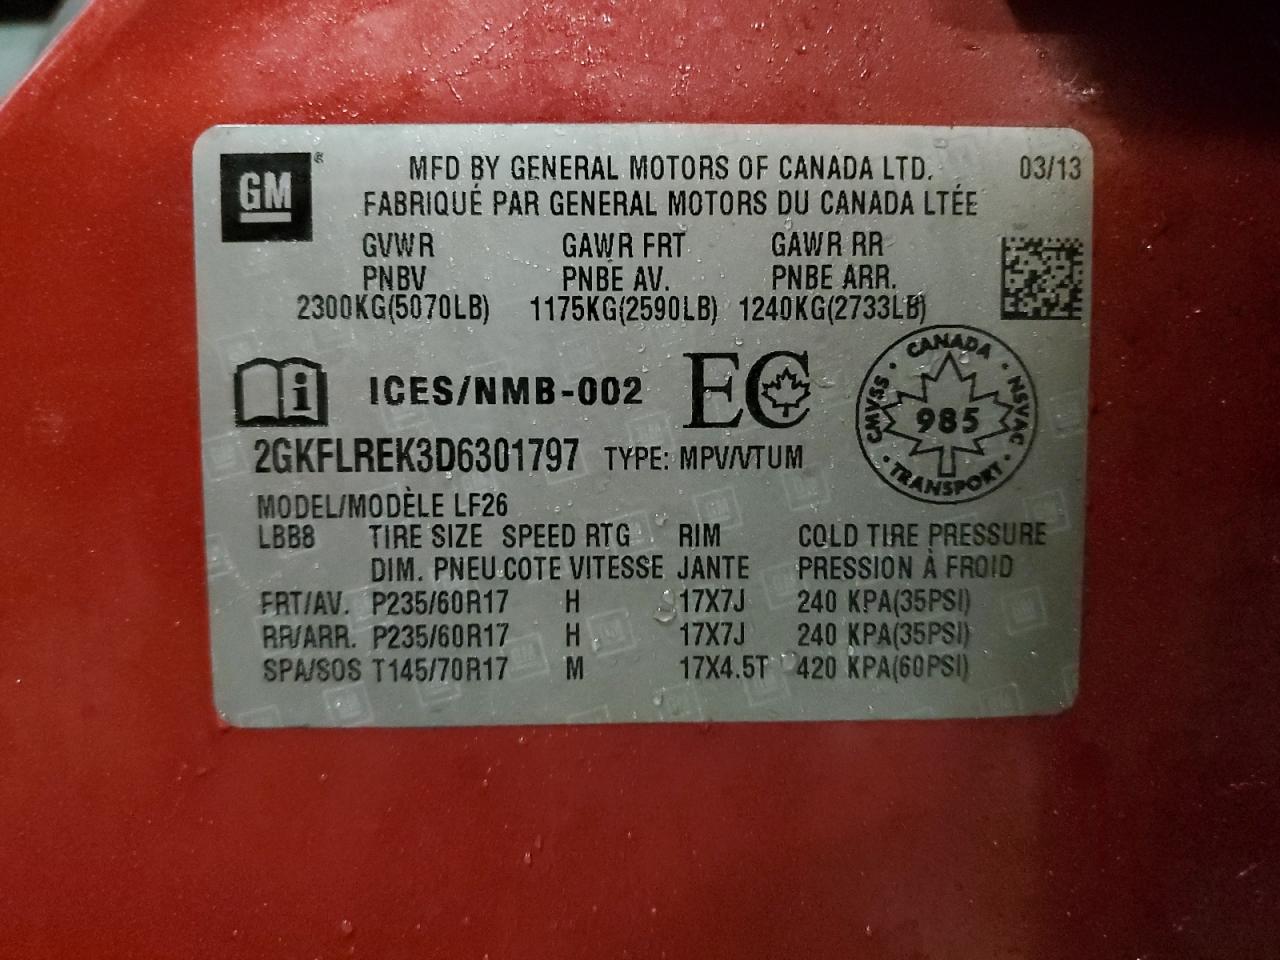 GM
MFD BY GENERAL MOTORS OF CANADA LTD. 03/13
FABRIQUÉ PAR GENERAL MOTORS DU CANADA LTÉE
GVWR GAWR FRT GAWR RR
PNBV PNBE AV. PNBE ARR.
2300KG(5070LB) 1175KG(2590LB) 1240KG(2733LB)
i ICES/NMB-002 EC
CANADA · NSVAC · TRANSPORT · CMVSS ·
985
2GKFLREK3D6301797 TYPE: MPV/VTUM
MODEL/MODÈLE LF26
LBB8 TIRE SIZE SPEED RTG RIM COLD TIRE PRESSURE
DIM. PNEU COTE VITESSE JANTE PRESSION À FROID
FRT/AV. P235/60R17 H 17X7J 240 KPA(35PSI)
RR/ARR. P235/60R17 H 17X7J 240 KPA(35PSI)
SPA/SOS T145/70R17 M 17X4.5T 420 KPA(60PSI)